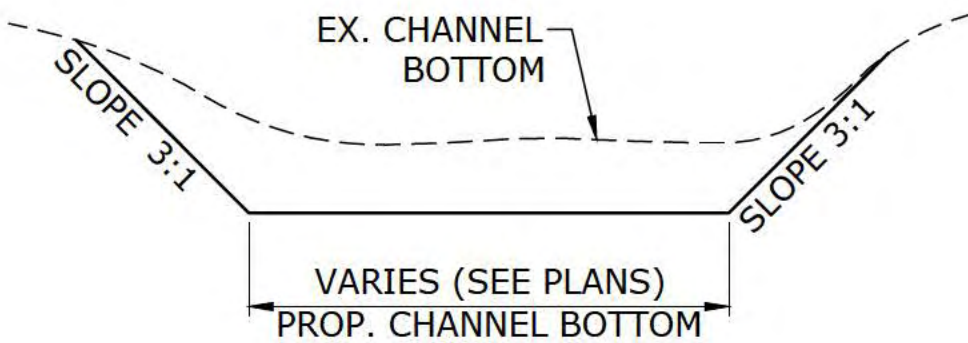 EX. CHANNEL
BOTTOM
SLOPE 3:1
SLOPE 3:1
VARIES (SEE PLANS)
PROP. CHANNEL BOTTOM